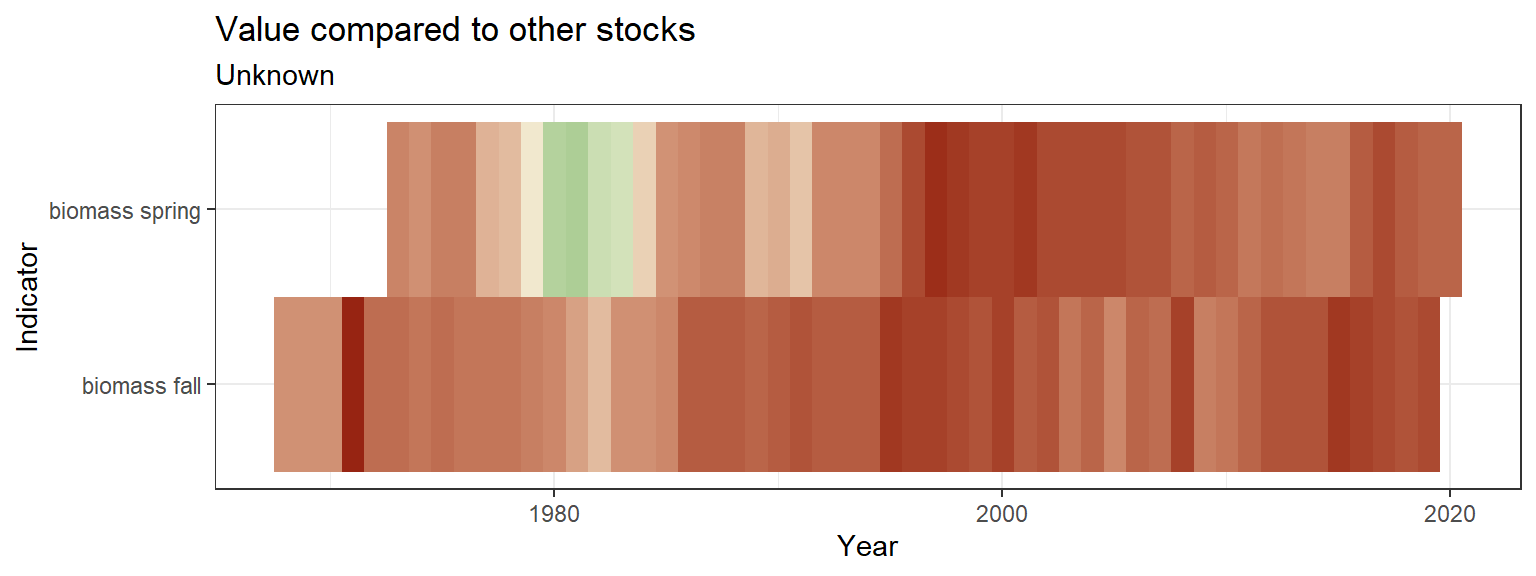 Value compared to other stocks
Unknown
Indicator
biomass spring
biomass fall
1980
2000
2020
Year